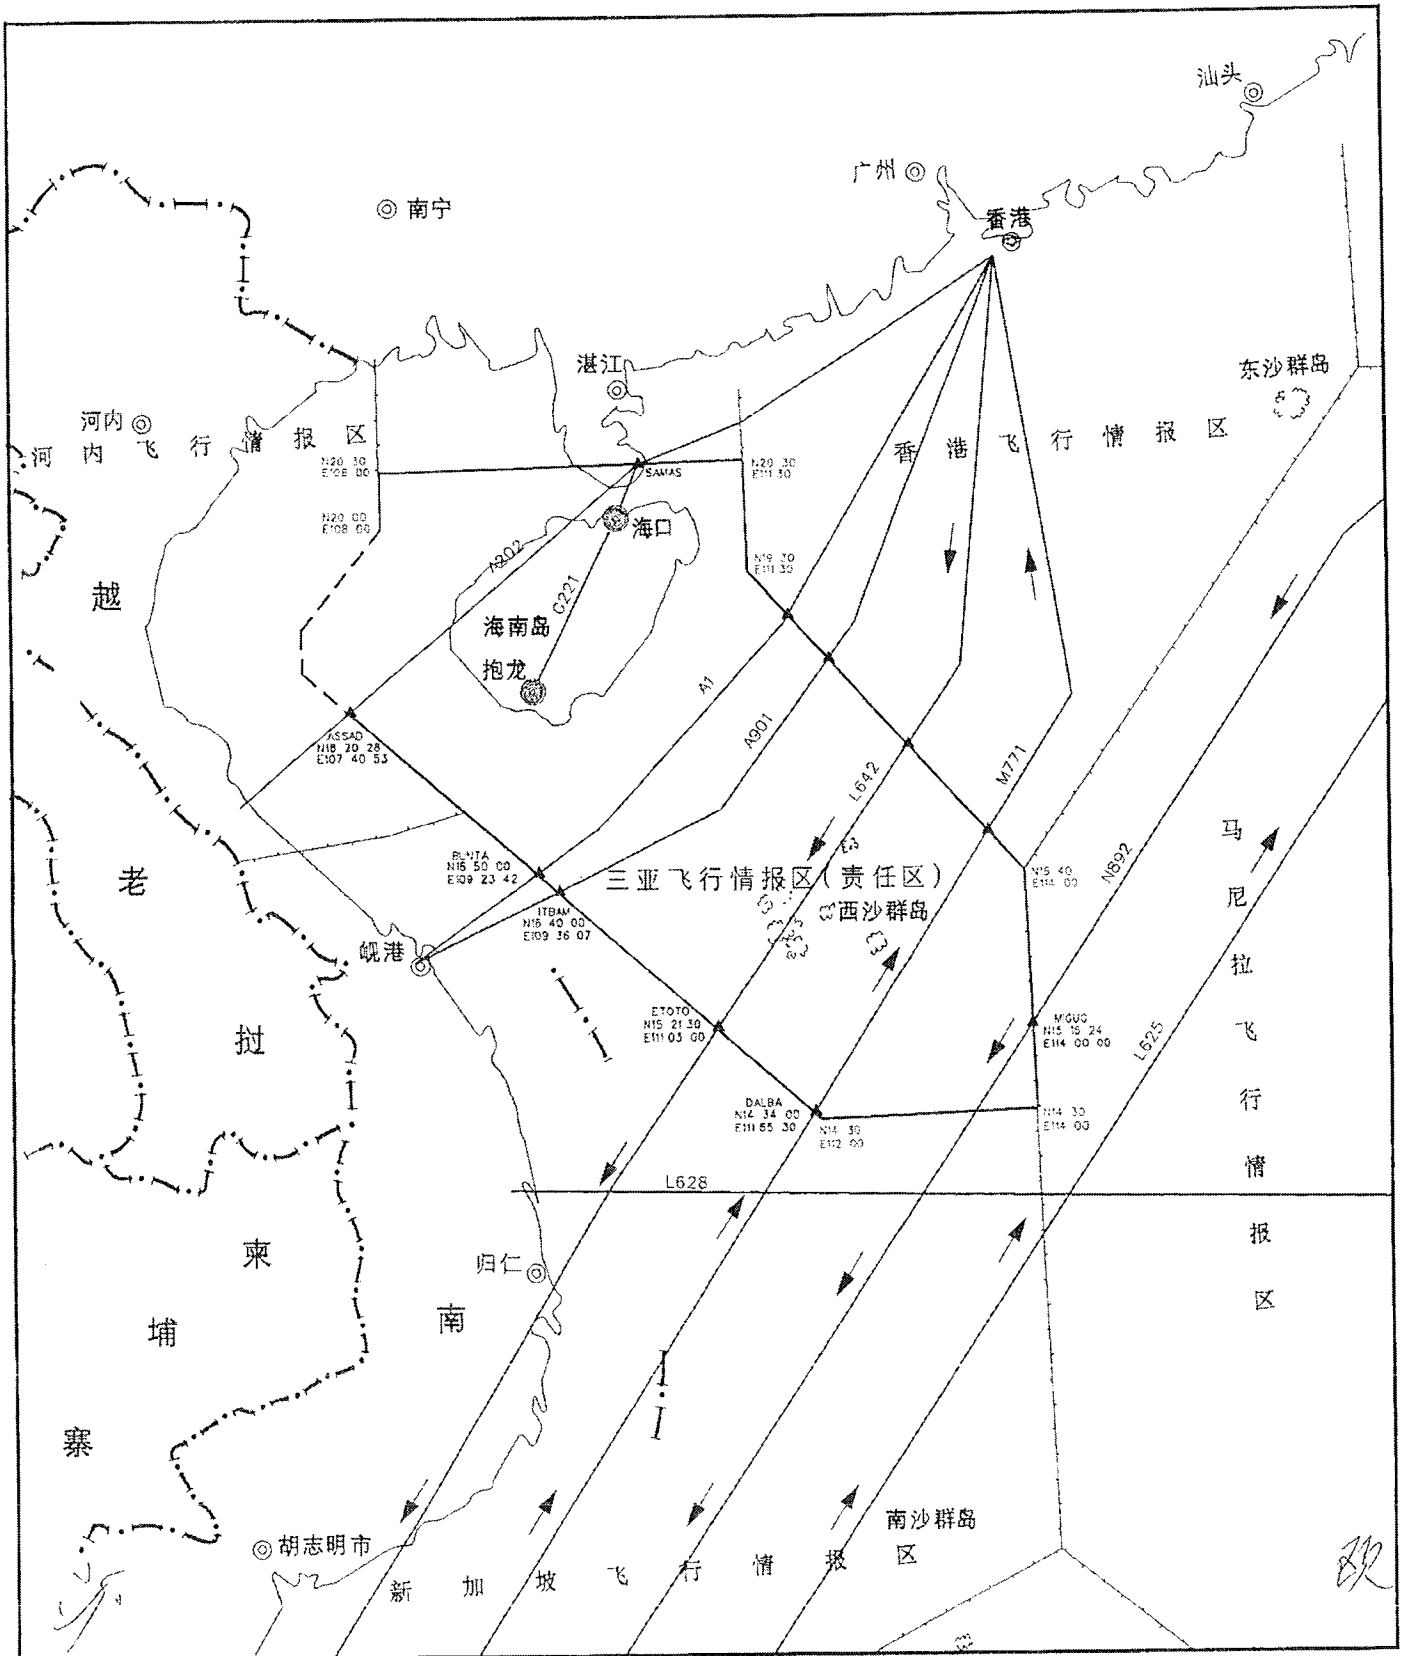 汕头
广州
香港
南宁
湛江
东沙群岛
河内
河内飞行情报区
香港飞行情报区
N20 30
E108 00
SAMAS
N20 30
E111 30
N20 00
E108 00
海口
A202
G221
N19 30
E111 30
越
海南岛
抱龙
A1
A901
L642
M771
ASSAD
N18 20 28
E107 40 53
马尼拉飞行情报区
N892
老
BUNTA
N16 50 00
E109 23 42
三亚飞行情报区(责任区)
N15 40
E114 00
ITBAM
N16 40 00
E109 36 07
西沙群岛
岘港
挝
ETOTO
N15 21 30
E111 03 00
MIGUG
N15 16 24
E114 00 00
L625
DALBA
N14 34 00
E111 55 30
N14 30
E112 00
N14 30
E114 00
L628
柬
归仁
埔
南
寨
南沙群岛
胡志明市
新加坡飞行情报区